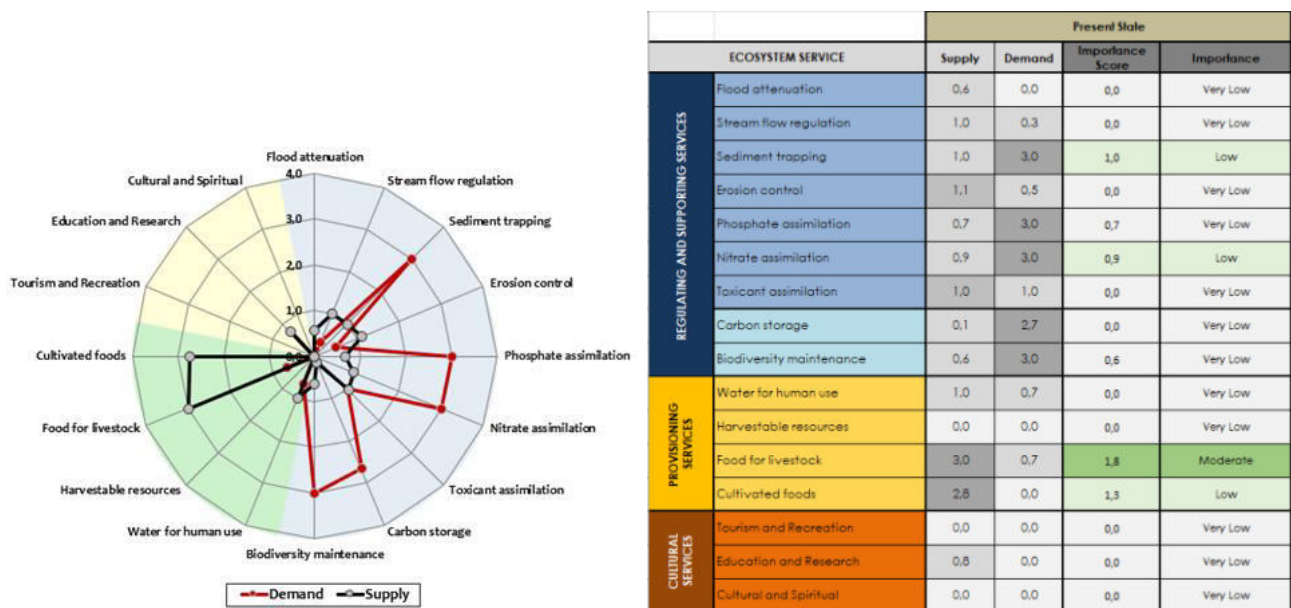 Flood attenuation
Cultural and Spiritual
Stream flow regulation
Education and Research
Sediment trapping
Tourism and Recreation
Erosion control
Cultivated foods
Phosphate assimilation
Food for livestock
Nitrate assimilation
Harvestable resources
Toxicant assimilation
Water for human use
Carbon storage
Biodiversity maintenance
4,0
3,0
2,0
1,0
0,0
Demand Supply
Present State
ECOSYSTEM SERVICE Supply Demand Importance Score Importance
REGULATING AND SUPPORTING SERVICES
Flood attenuation 0,6 0,0 0,0 Very Low
Stream flow regulation 1,0 0,3 0,0 Very Low
Sediment trapping 1,0 3,0 1,0 Low
Erosion control 1,1 0,5 0,0 Very Low
Phosphate assimilation 0,7 3,0 0,7 Very Low
Nitrate assimilation 0,9 3,0 0,9 Low
Toxicant assimilation 1,0 1,0 0,0 Very Low
Carbon storage 0,1 2,7 0,0 Very Low
Biodiversity maintenance 0,6 3,0 0,6 Very Low
PROVISIONING SERVICES
Water for human use 1,0 0,7 0,0 Very Low
Harvestable resources 0,0 0,0 0,0 Very Low
Food for livestock 3,0 0,7 1,8 Moderate
Cultivated foods 2,8 0,0 1,3 Low
CULTURAL SERVICES
Tourism and Recreation 0,0 0,0 0,0 Very Low
Education and Research 0,8 0,0 0,0 Very Low
Cultural and Spiritual 0,0 0,0 0,0 Very Low